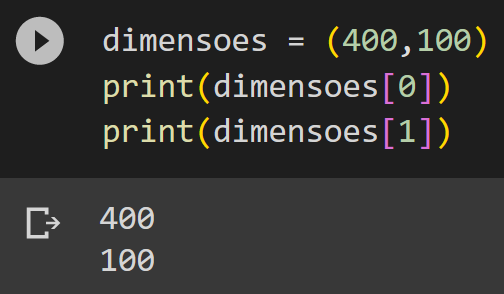 dimensoes = (400,100)
print(dimensoes[0])
print(dimensoes[1])
400
100